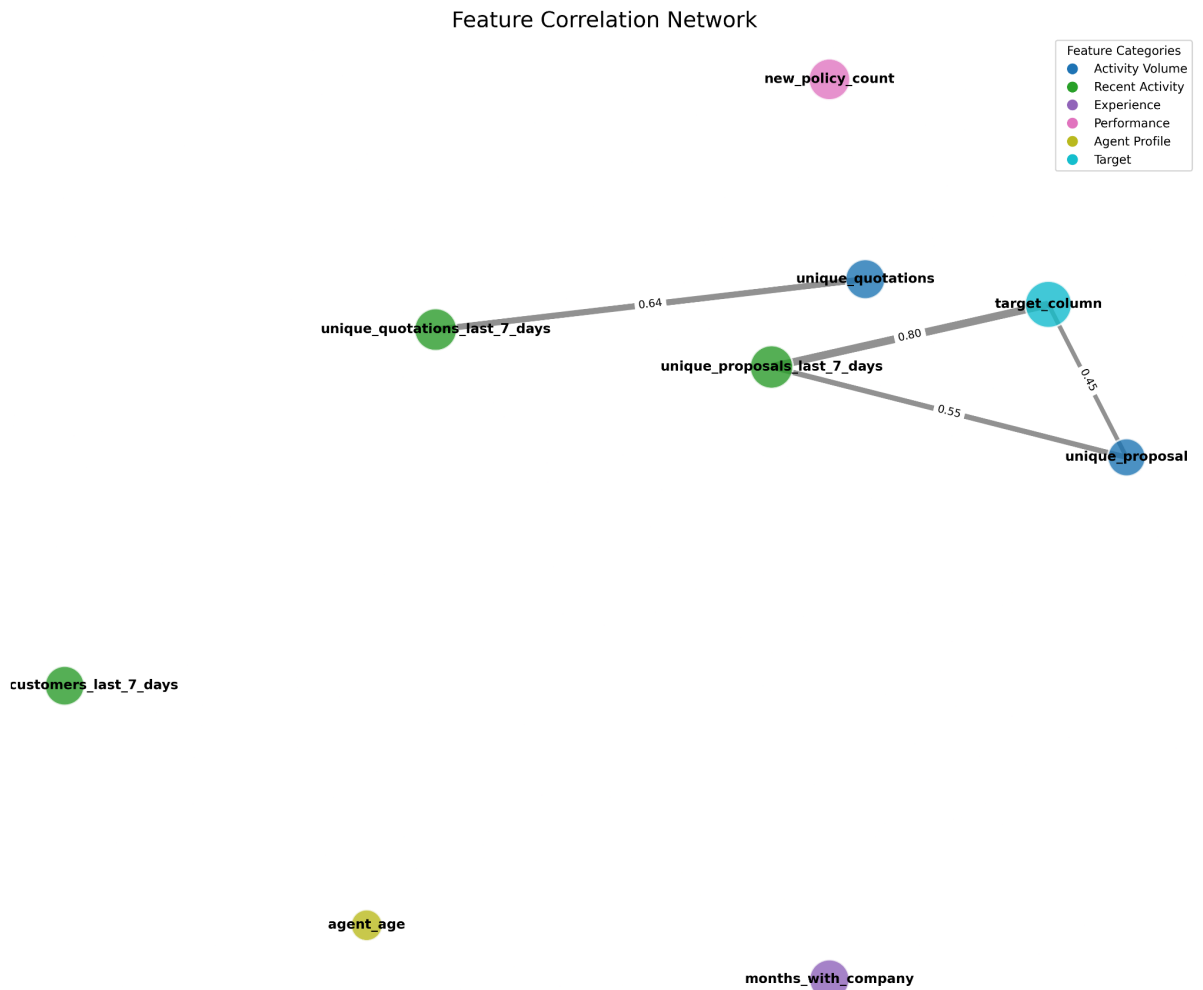 Feature Correlation Network
Feature Categories
Activity Volume
Recent Activity
Experience
Performance
Agent Profile
Target
new_policy_count
unique_quotations
target_column
0.64
unique_quotations_last_7_days
0.80
unique_proposals_last_7_days
0.45
0.55
unique_proposal
customers_last_7_days
agent_age
months_with_company